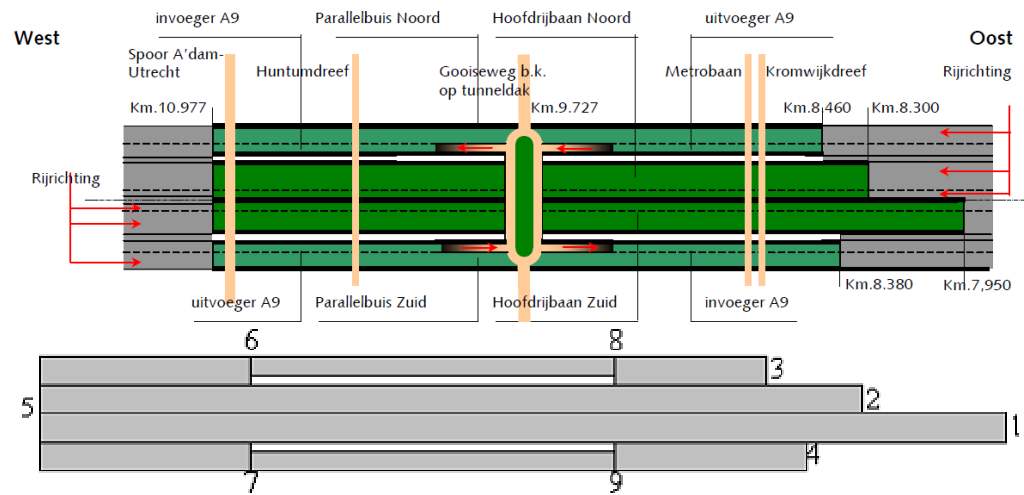 invoeger A9
Parallelbuis Noord
Hoofdrijbaan Noord
uitvoeger A9
West
Oost
Spoor A'dam-
Utrecht
Huntumdreef
Gooiseweg b.k.
op tunneldak
Metrobaan
Kromwijkdreef
Rijrichting
Km.10.977
Km.9.727
Km.8.460
Km.8.300
Rijrichting
Km.8.380
Km.7,950
uitvoeger A9
Parallelbuis Zuid
Hoofdrijbaan Zuid
invoeger A9
6
8
3
5
2
1
4
7
9